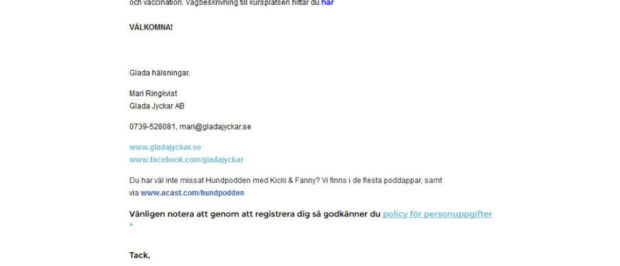 och vaccination. Vägbeskrivning till kursplatsen hittar du här
VÄLKOMNA!
Glada hälsningar,
Mari Ringkvist
Glada Jyckar AB
0739-528081, mari@gladajyckar.se
www.gladajyckar.se
www.facebook.com/gladajyckar
Du har väl inte missat Hundpodden med Kicki & Fanny? Vi finns i de flesta poddappar, samt
via www.acast.com/hundpodden
Vänligen notera att genom att registrera dig så godkänner du policy för personuppgifter
*
Tack,